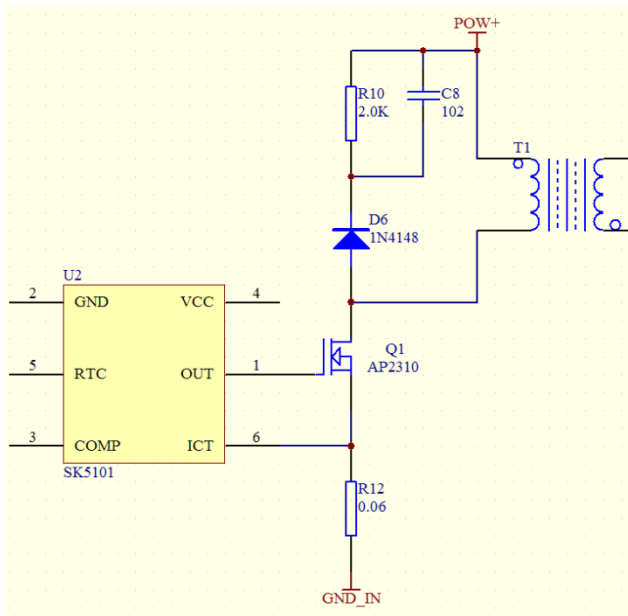 POW+
R10
2.0K
C8
102
T1
D6
1N4148
U2
2
GND
VCC
4
Q1
AP2310
5
RTC
OUT
1
3
COMP
ICT
6
SK5101
R12
0.06
GND_IN